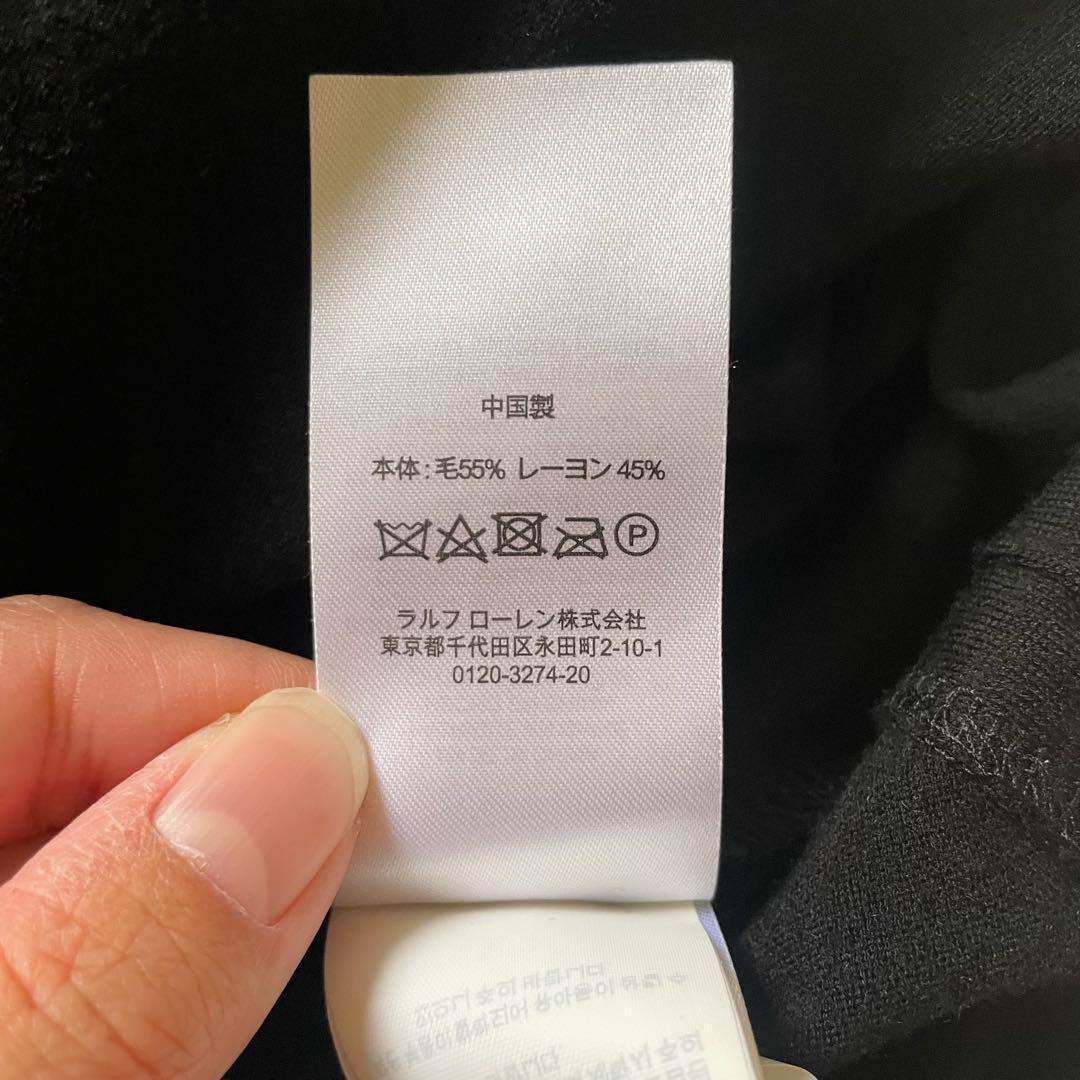 中国製
本体:毛55% レーヨン45%
P
ラルフ ローレン株式会社
東京都千代田区永田町2-10-1
0120-3274-20